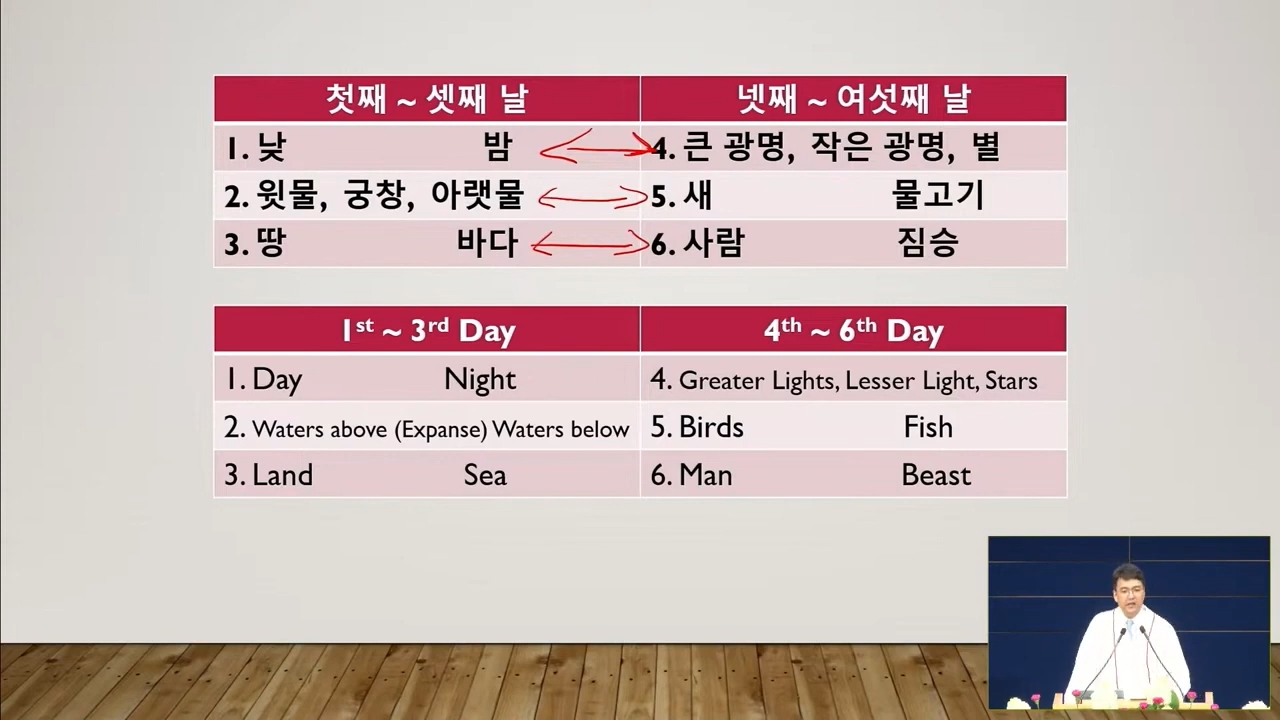 첫째 ~ 셋째 날 넷째 ~ 여섯째 날
1. 낮 밤 4. 큰 광명, 작은 광명, 별
2. 윗물, 궁창, 아랫물 5. 새 물고기
3. 땅 바다 6. 사람 짐승
1st ~ 3rd Day 4th ~ 6th Day
1. Day Night 4. Greater Lights, Lesser Light, Stars
2. Waters above (Expanse) Waters below 5. Birds Fish
3. Land Sea 6. Man Beast